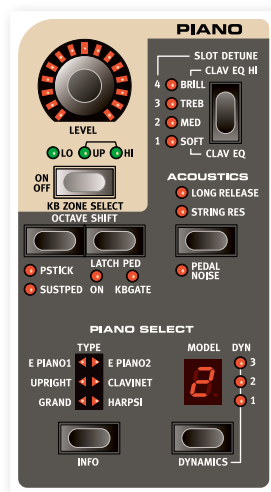 PIANO
SLOT DETUNE
CLAV EQ HI
4 BRILL
3 TREB
2 MED
1 SOFT
CLAV EQ
LEVEL
LO UP HI
ON
OFF
KB ZONE SELECT
OCTAVE SHIFT
ACOUSTICS
LONG RELEASE
STRING RES
PEDAL
NOISE
PSTICK
SUSTPED
LATCH PED
ON KBGATE
PIANO SELECT
TYPE
E PIANO1 E PIANO2
UPRIGHT CLAVINET
GRAND HARPSI
INFO
MODEL DYN
2
3
2
1
DYNAMICS